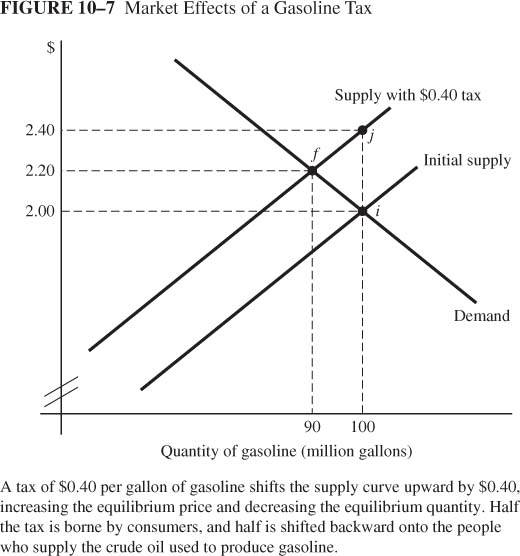 FIGURE 10–7 Market Effects of a Gasoline Tax
$
Supply with $0.40 tax
2.40
j
f
Initial supply
2.20
2.00
i
Demand
90 100
Quantity of gasoline (million gallons)
A tax of $0.40 per gallon of gasoline shifts the supply curve upward by $0.40,
increasing the equilibrium price and decreasing the equilibrium quantity. Half
the tax is borne by consumers, and half is shifted backward onto the people
who supply the crude oil used to produce gasoline.